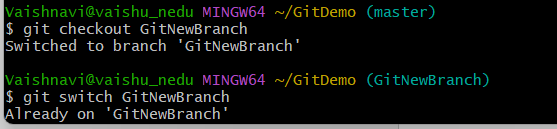 Vaishnavi@vaishu_nedu MINGW64 ~/GitDemo (master)
$ git checkout GitNewBranch
Switched to branch 'GitNewBranch'
Vaishnavi@vaishu_nedu MINGW64 ~/GitDemo (GitNewBranch)
$ git switch GitNewBranch
Already on 'GitNewBranch'